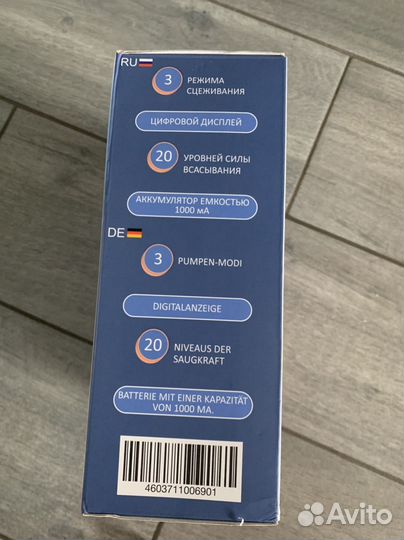 RU
3 РЕЖИМА
СЦЕЖИВАНИЯ
ЦИФРОВОЙ ДИСПЛЕЙ
20 УРОВНЕЙ СИЛЫ
ВСАСЫВАНИЯ
АККУМУЛЯТОР ЕМКОСТЬЮ
1000 мА
DE
3 PUMPEN-MODI
DIGITALANZEIGE
20 NIVEAUS DER
SAUGKRAFT
BATTERIE MIT EINER KAPAZITÄT
VON 1000 MA.
4603711006901
Avito